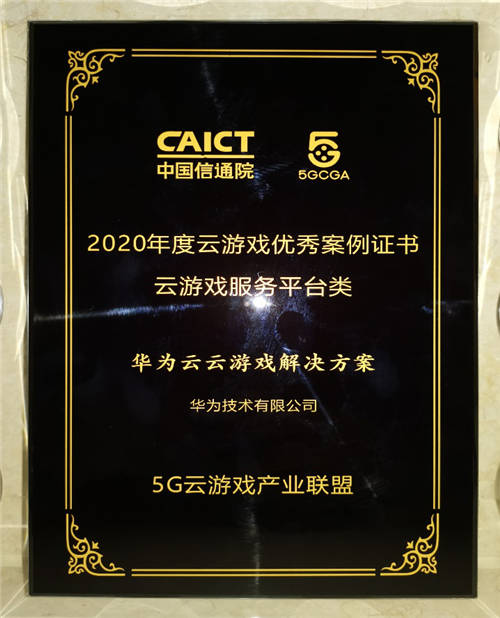 CAICT
中国信通院
5G
5GCGA
2020年度云游戏优秀案例证书
云游戏服务平台类
华为云云游戏解决方案
华为技术有限公司
5G云游戏产业联盟